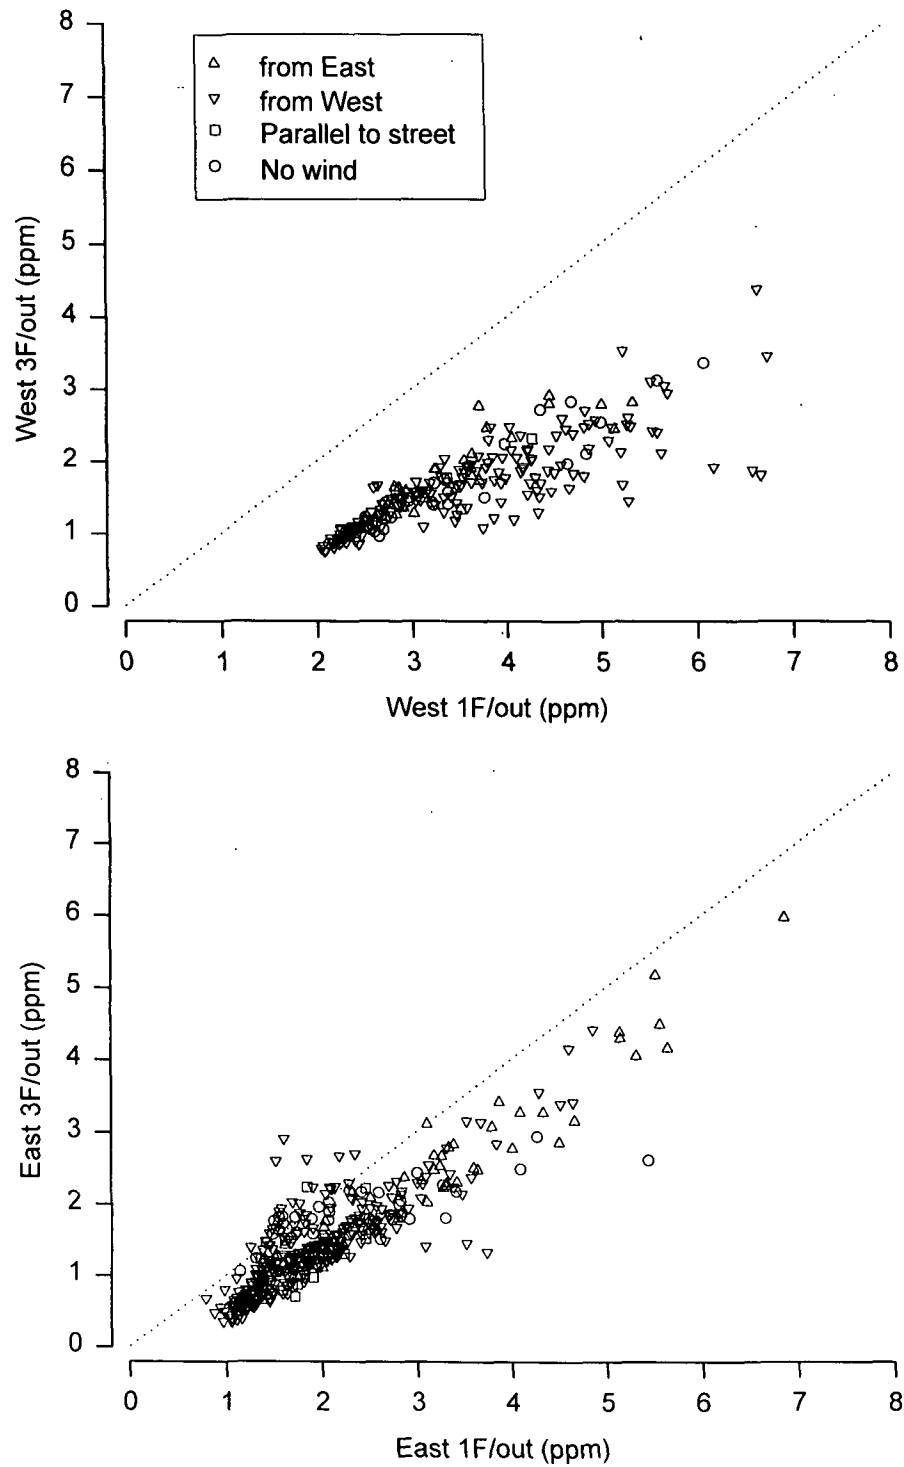 8
7
6
5
4
3
2
1
0
West 3F/out (ppm)
from East
from West
Parallel to street
No wind
0 1 2 3 4 5 6 7 8
West 1F/out (ppm)
8
7
6
5
4
3
2
1
0
East 3F/out (ppm)
0 1 2 3 4 5 6 7 8
East 1F/out (ppm)